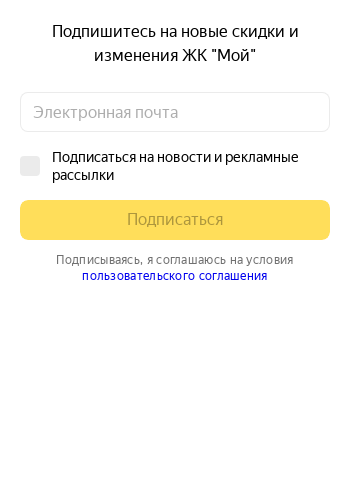 Подпишитесь на новые скидки и
изменения ЖК "Мой"
Электронная почта
Подписаться на новости и рекламные
рассылки
Подписаться
Подписываясь, я соглашаюсь на условия
пользовательского соглашения